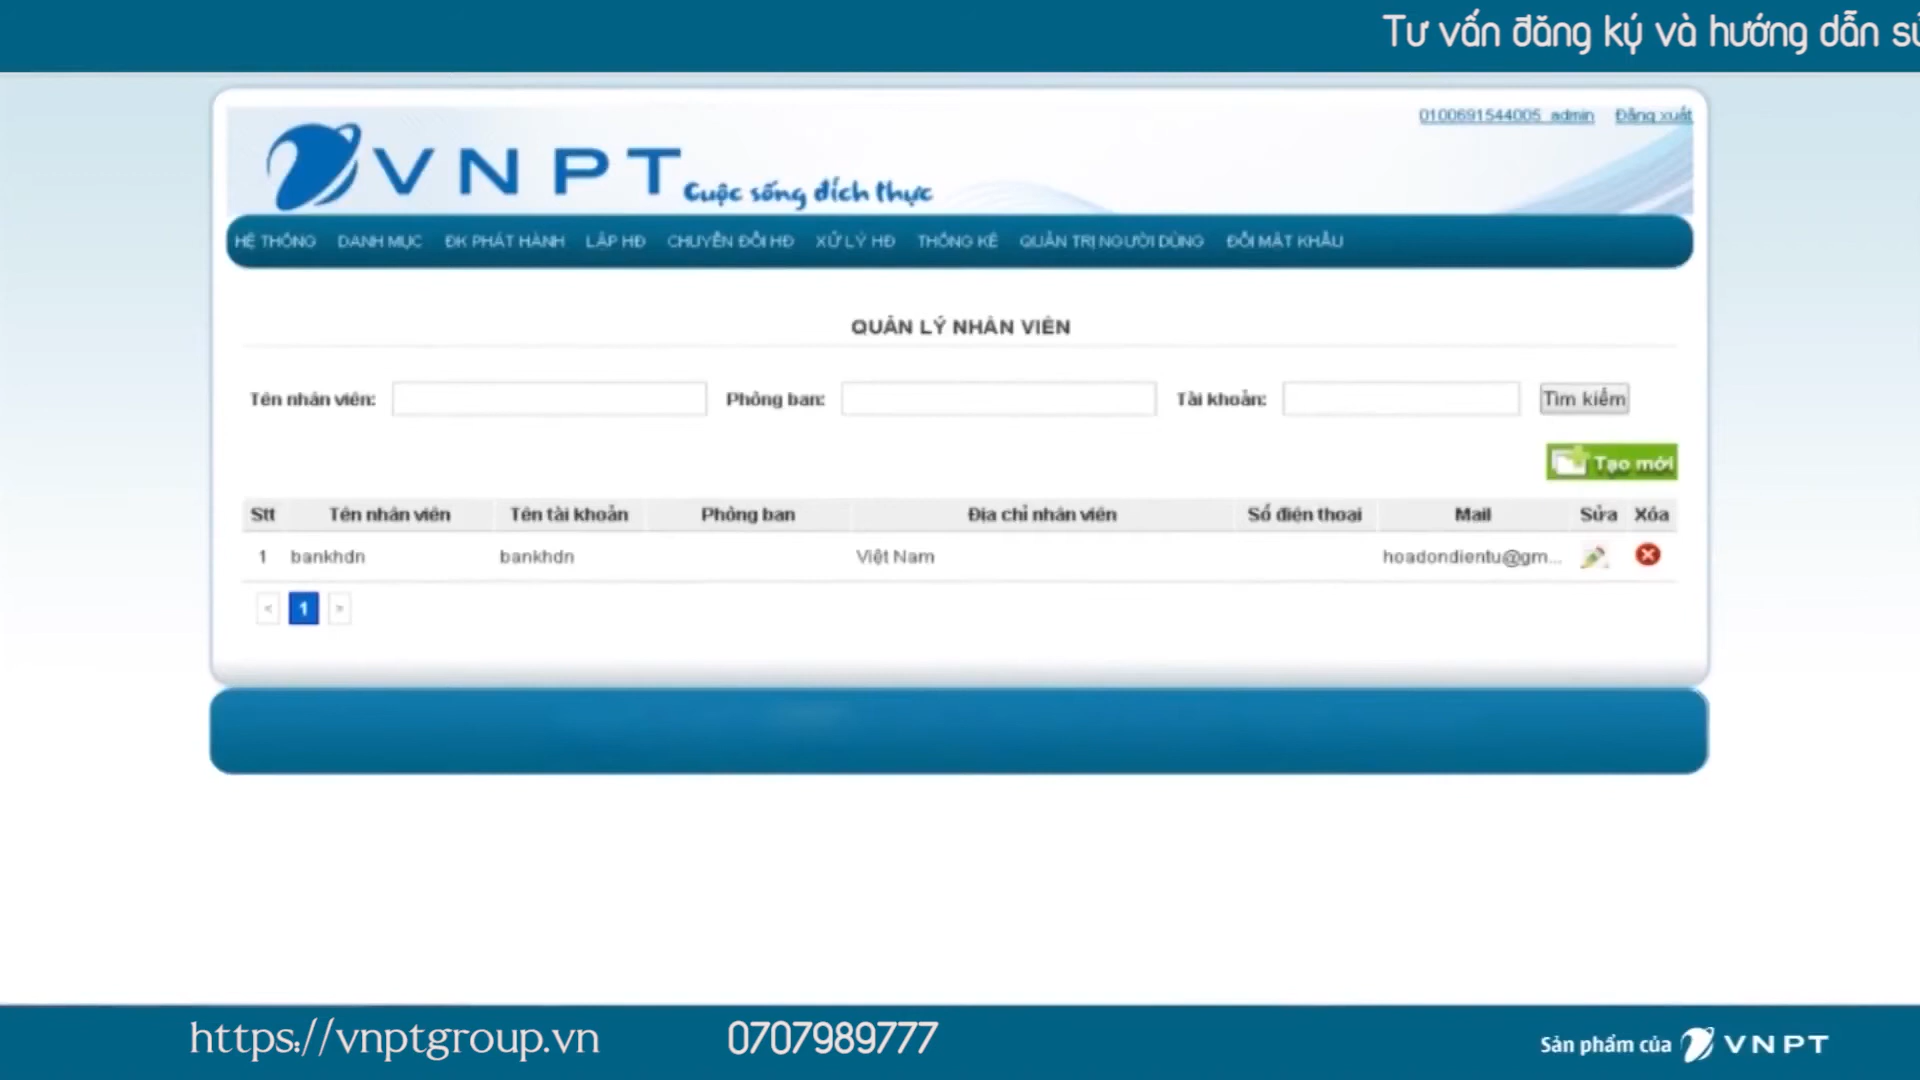 Tư vấn đăng ký và hướng dẫn sử
0100691544005_admin Đăng xuất
VNPT Cuộc sống đích thực
HỆ THỐNG DANH MỤC ĐK PHÁT HÀNH LẬP HĐ CHUYỂN ĐỔI HĐ XỬ LÝ HĐ THỐNG KÊ QUẢN TRỊ NGƯỜI DÙNG ĐỔI MẬT KHẨU
QUẢN LÝ NHÂN VIÊN
Tên nhân viên: Phòng ban: Tài khoản: Tìm kiếm
Tạo mới
Stt Tên nhân viên Tên tài khoản Phòng ban Địa chỉ nhân viên Số điện thoại Mail Sửa Xóa
1 bankhdn bankhdn Việt Nam hoadondientu@gm...
< 1 >
https://vnptgroup.vn 0707989777 Sản phẩm của VNPT